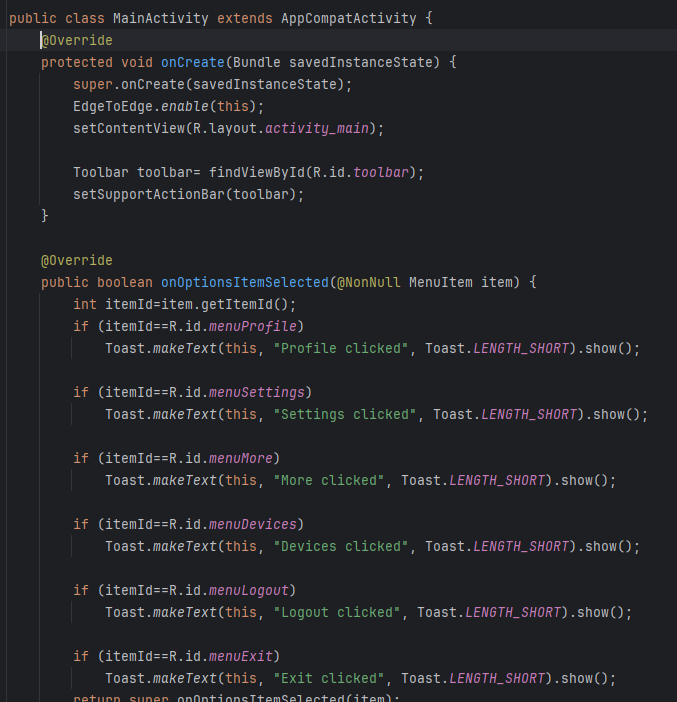 public class MainActivity extends AppCompatActivity {
@Override
protected void onCreate(Bundle savedInstanceState) {
super.onCreate(savedInstanceState);
EdgeToEdge.enable(this);
setContentView(R.layout.activity_main);
Toolbar toolbar= findViewById(R.id.toolbar);
setSupportActionBar(toolbar);
}
@Override
public boolean onOptionsItemSelected(@NonNull MenuItem item) {
int itemId=item.getItemId();
if (itemId==R.id.menuProfile)
Toast.makeText(this, "Profile clicked", Toast.LENGTH_SHORT).show();
if (itemId==R.id.menuSettings)
Toast.makeText(this, "Settings clicked", Toast.LENGTH_SHORT).show();
if (itemId==R.id.menuMore)
Toast.makeText(this, "More clicked", Toast.LENGTH_SHORT).show();
if (itemId==R.id.menuDevices)
Toast.makeText(this, "Devices clicked", Toast.LENGTH_SHORT).show();
if (itemId==R.id.menuLogout)
Toast.makeText(this, "Logout clicked", Toast.LENGTH_SHORT).show();
if (itemId==R.id.menuExit)
Toast.makeText(this, "Exit clicked", Toast.LENGTH_SHORT).show();
return super.onOptionsItemSelected(item);